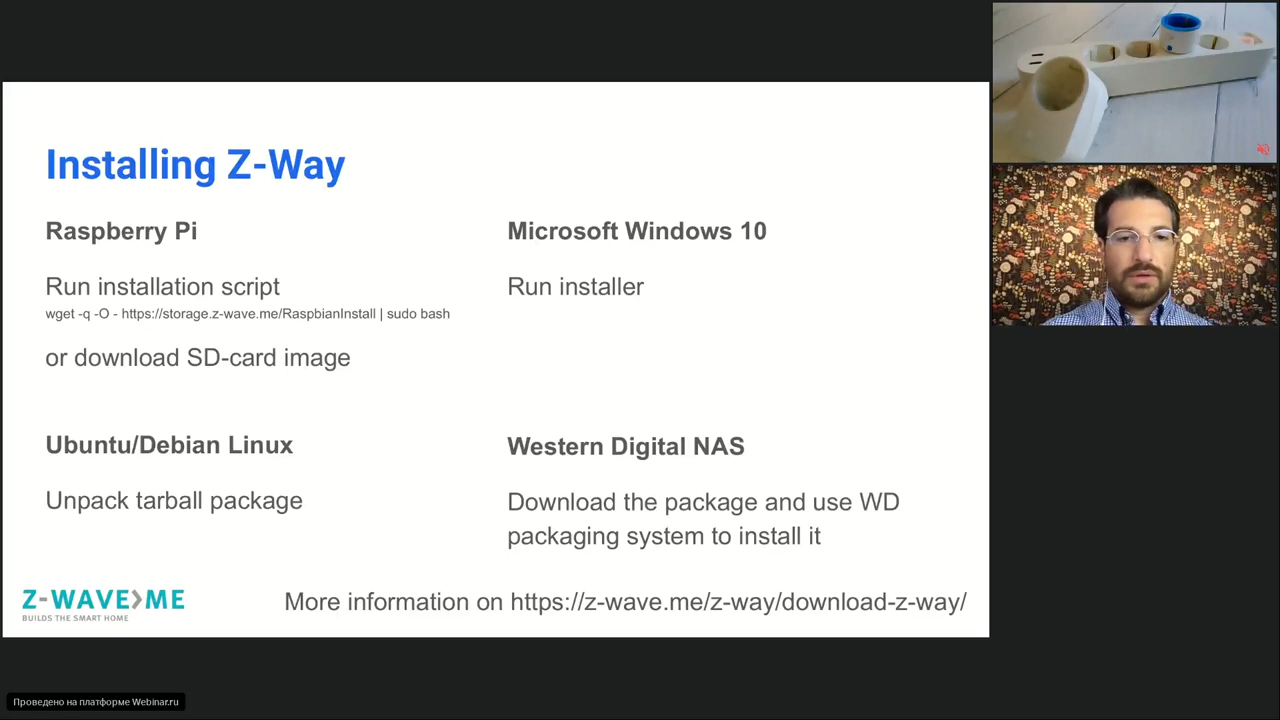 Installing Z-Way
Raspberry Pi
Run installation script
wget -q -O - https://storage.z-wave.me/RaspbianInstall | sudo bash
or download SD-card image
Microsoft Windows 10
Run installer
Ubuntu/Debian Linux
Unpack tarball package
Western Digital NAS
Download the package and use WD
packaging system to install it
Z-WAVE>ME
BUILDS THE SMART HOME
More information on https://z-wave.me/z-way/download-z-way/
Проведено на платформе Webinar.ru